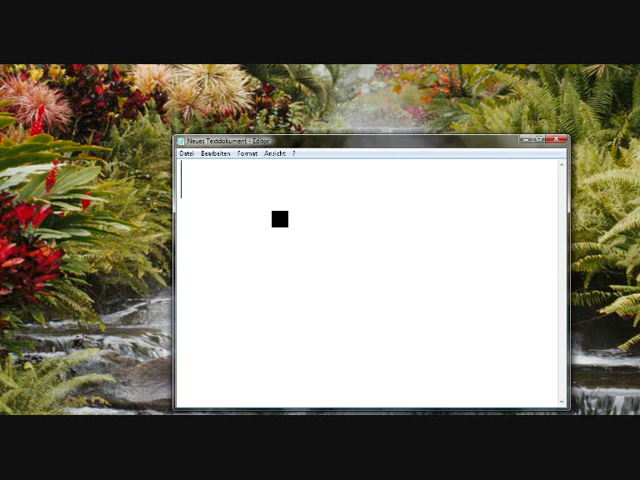 Neues Textdokument - Editor
Datei Bearbeiten Format Ansicht ?